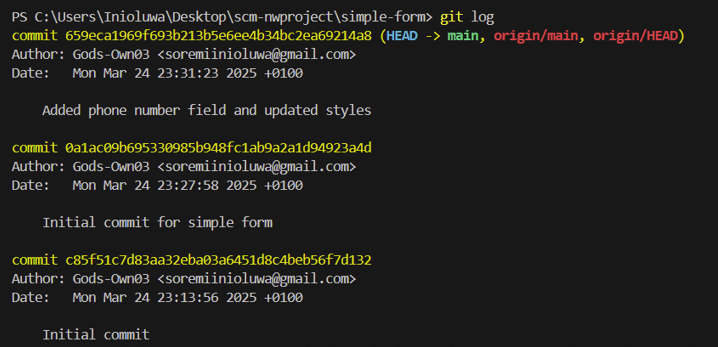 PS C:\Users\Inioluwa\Desktop\scm-nwproject\simple-form> git log
commit 659eca1969f693b213b5e6ee4b34bc2ea69214a8 (HEAD -> main, origin/main, origin/HEAD)
Author: Gods-Own03 <soremiinioluwa@gmail.com>
Date:   Mon Mar 24 23:31:23 2025 +0100
    Added phone number field and updated styles
commit 0a1ac09b695330985b948fc1ab9a2a1d94923a4d
Author: Gods-Own03 <soremiinioluwa@gmail.com>
Date:   Mon Mar 24 23:27:58 2025 +0100
    Initial commit for simple form
commit c85f51c7d83aa32eba03a6451d8c4beb56f7d132
Author: Gods-Own03 <soremiinioluwa@gmail.com>
Date:   Mon Mar 24 23:13:56 2025 +0100
    Initial commit